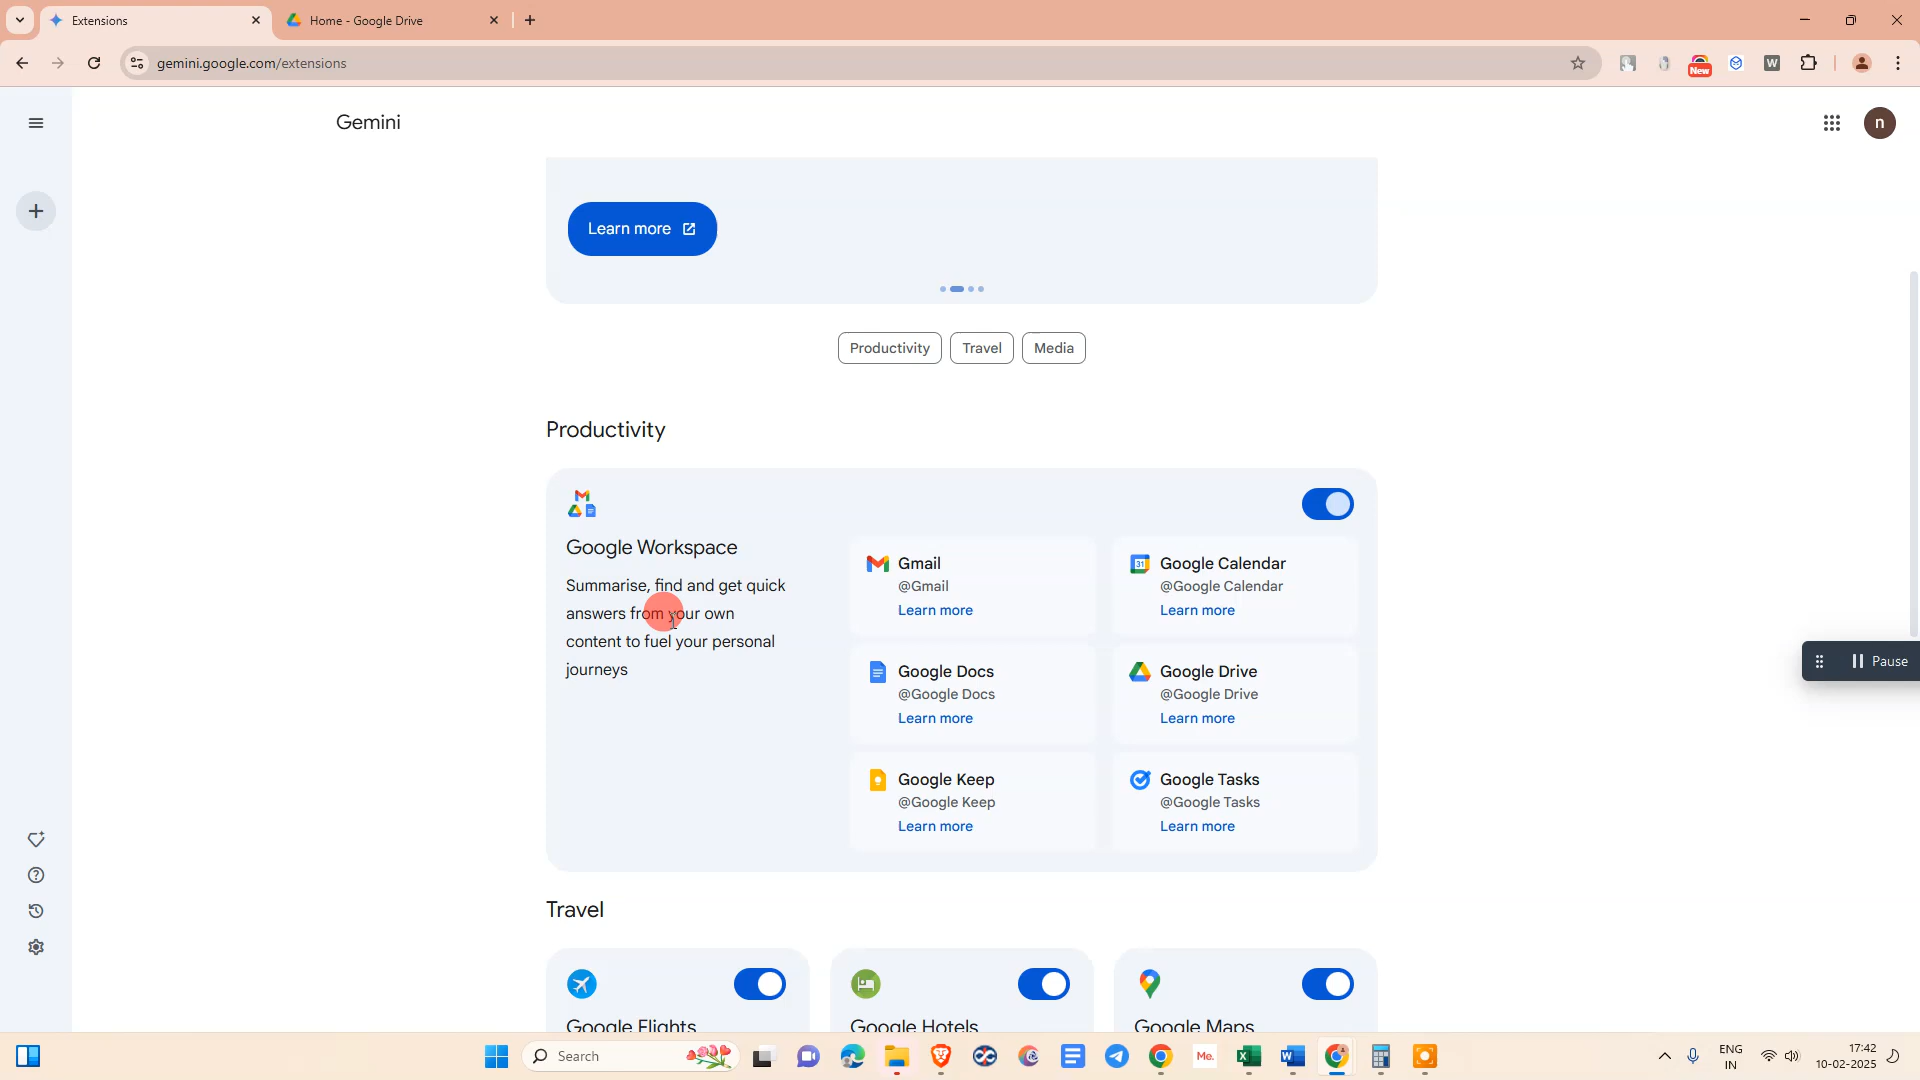 Extensions
Home - Google Drive
gemini.google.com/extensions
New
W
Gemini
n
Learn more
Productivity
Travel
Media
Productivity
Google Workspace
Summarise, find and get quick
answers from your own
content to fuel your personal
journeys
Gmail
@Gmail
Learn more
31
Google Calendar
@Google Calendar
Learn more
Google Docs
@Google Docs
Learn more
Google Drive
@Google Drive
Learn more
Google Keep
@Google Keep
Learn more
Google Tasks
@Google Tasks
Learn more
Pause
Travel
Google Flights
Google Hotels
Google Maps
Search
Me.
ENG
IN
17:42
10-02-2025